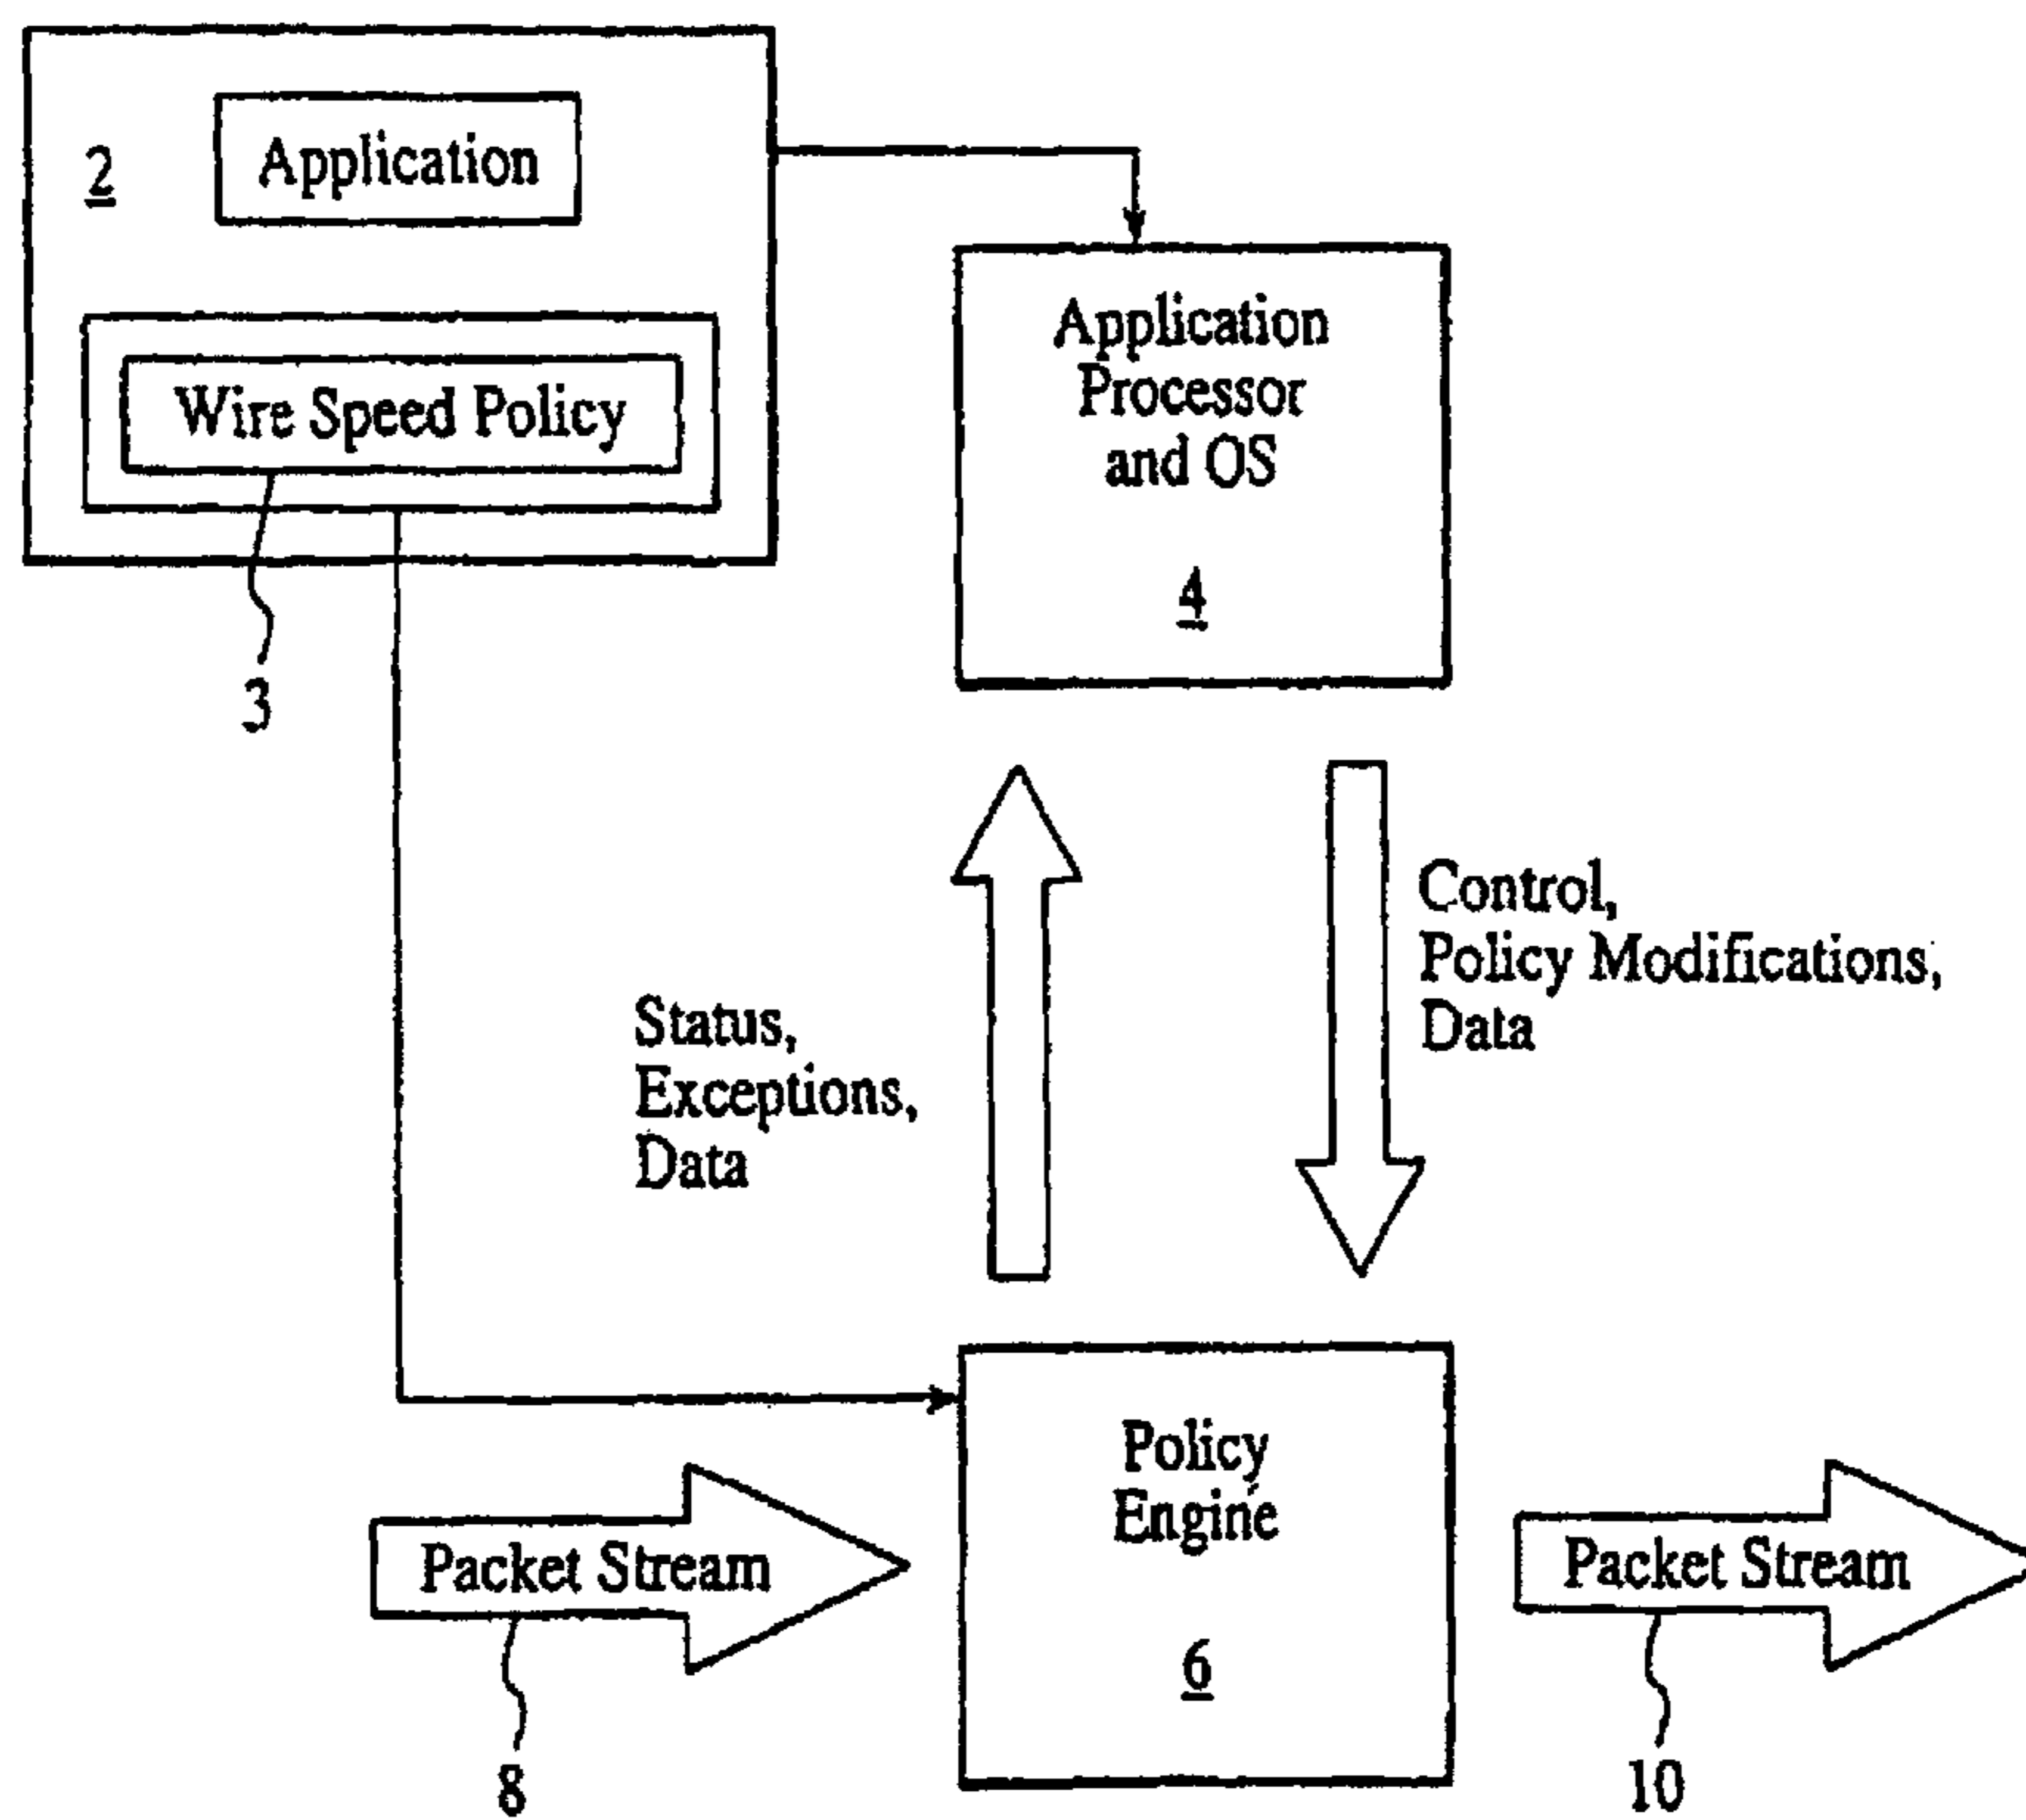 2
Application
Wire Speed Policy
3
Application
Processor
and OS
4
Status,
Exceptions,
Data
Control,
Policy Modifications,
Data
Policy
Engine
6
Packet Stream
8
Packet Stream
10